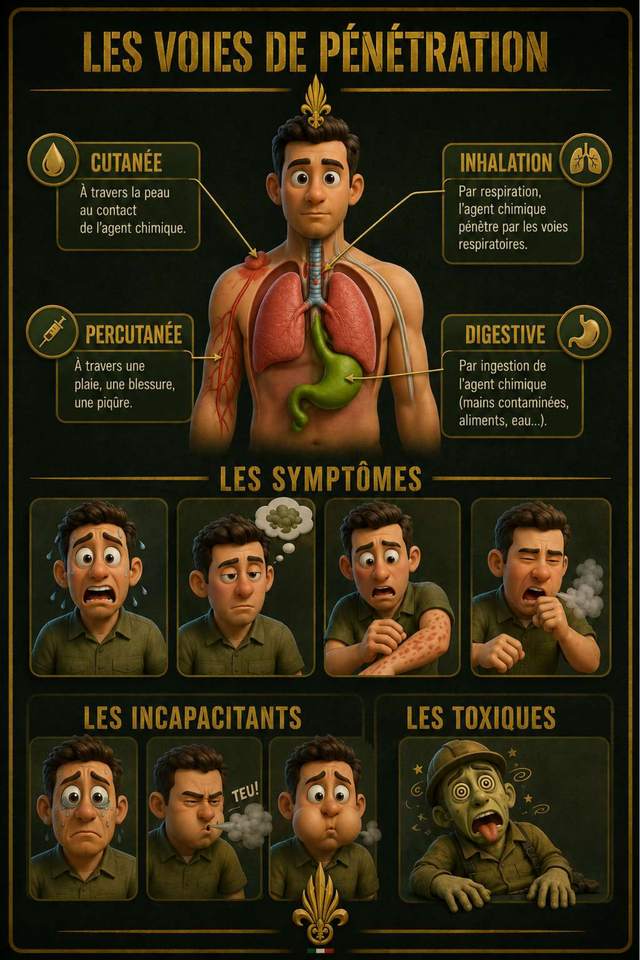 LES VOIES DE PÉNÉTRATION
CUTANÉE
À travers la peau
au contact
de l'agent chimique.
INHALATION
Par respiration,
l'agent chimique
pénètre par les voies
respiratoires.
PERCUTANÉE
À travers une
plaie, une blessure,
une piqûre.
DIGESTIVE
Par ingestion de
l'agent chimique
(mains contaminées,
aliments, eau...).
LES SYMPTÔMES
LES INCAPACITANTS
TEU!
LES TOXIQUES